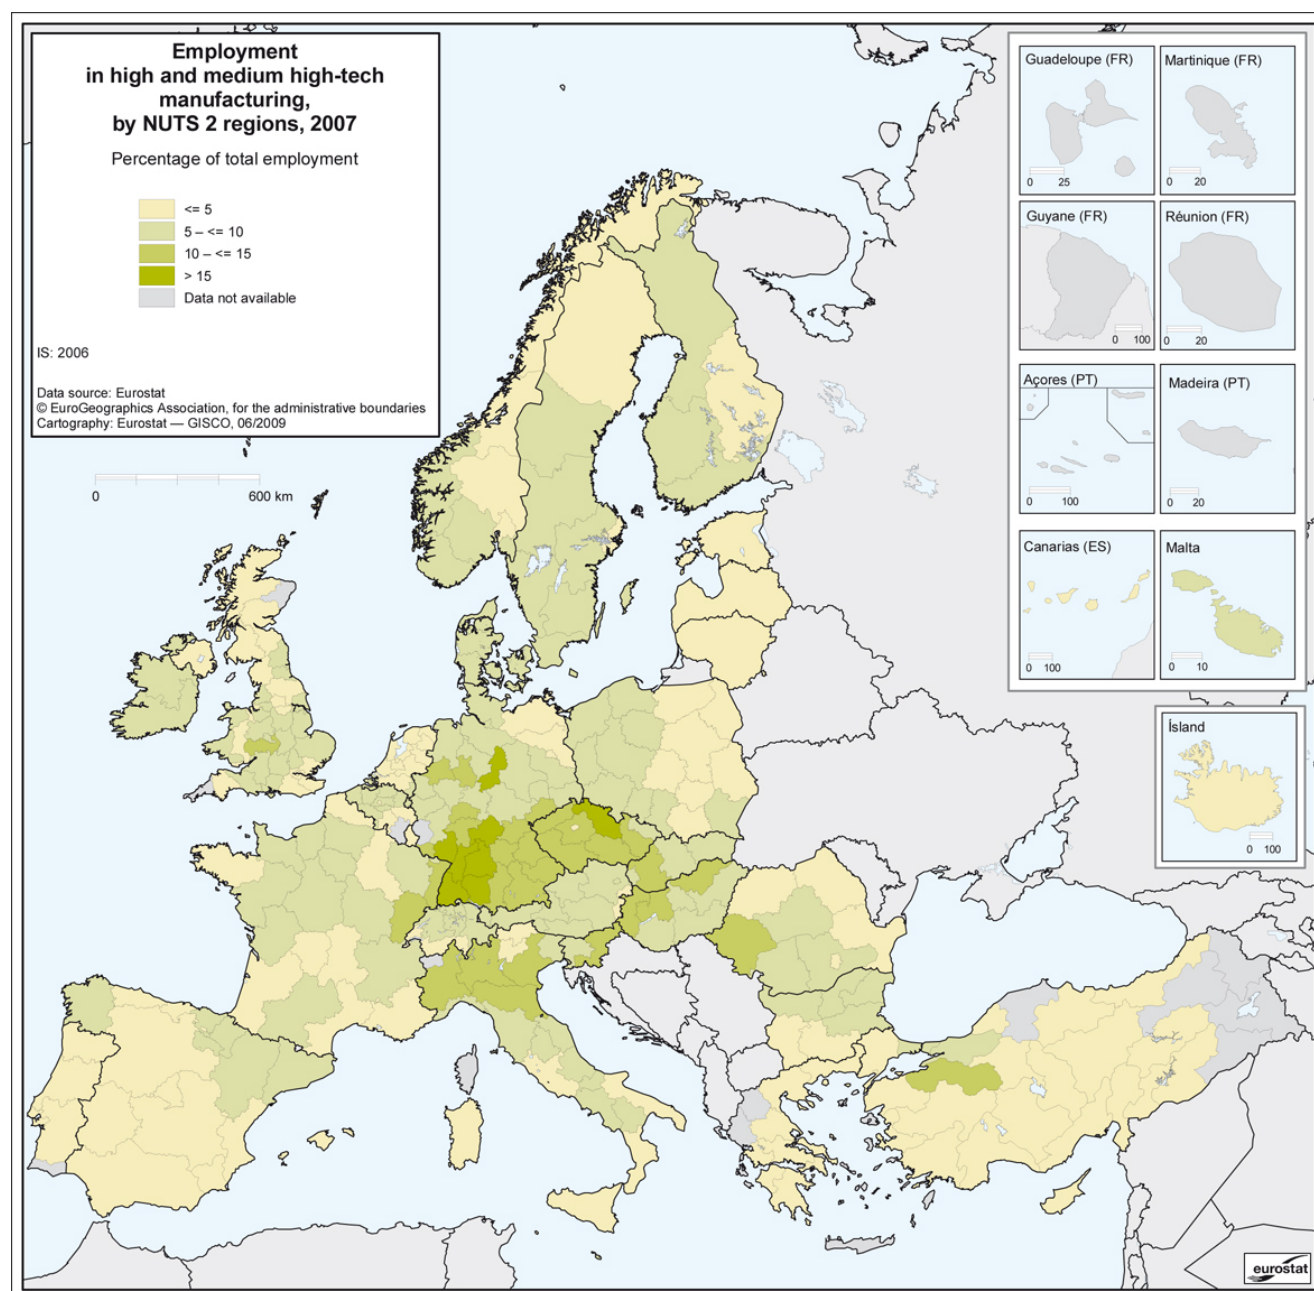 Employment
in high and medium high-tech
manufacturing,
by NUTS 2 regions, 2007
Percentage of total employment
<= 5
5 – <= 10
10 – <= 15
> 15
Data not available
IS: 2006
Data source: Eurostat
© EuroGeographics Association, for the administrative boundaries
Cartography: Eurostat — GISCO, 06/2009
0 600 km
Guadeloupe (FR)
0 25
Martinique (FR)
0 20
Guyane (FR)
0 100
Réunion (FR)
0 20
Açores (PT)
0 100
Madeira (PT)
0 20
Canarias (ES)
0 100
Malta
0 10
Ísland
0 100
eurostat